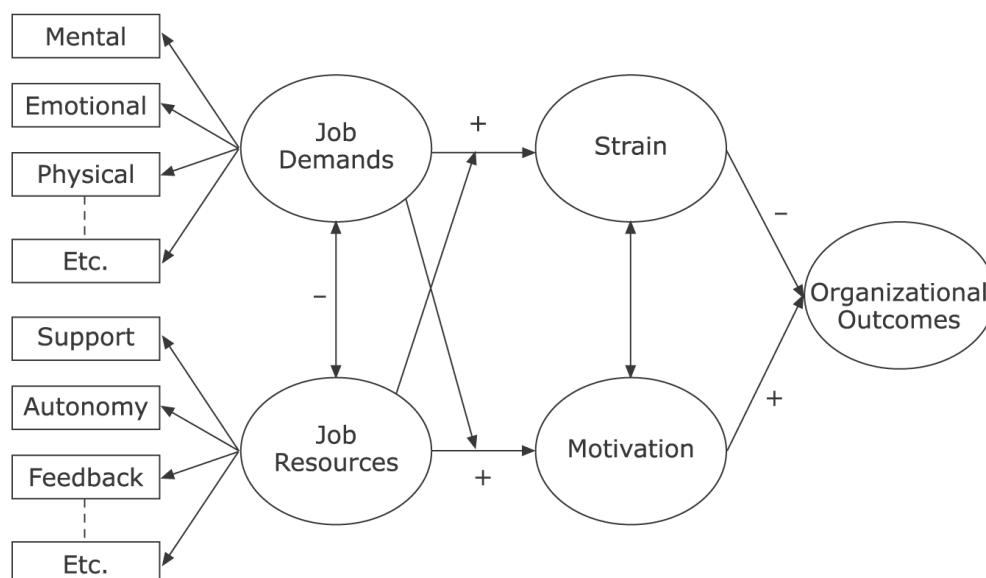 Mental
Emotional
Physical
Etc.
Support
Autonomy
Feedback
Etc.
Job
Demands
Job
Resources
+
–
+
Strain
Motivation
–
+
Organizational
Outcomes